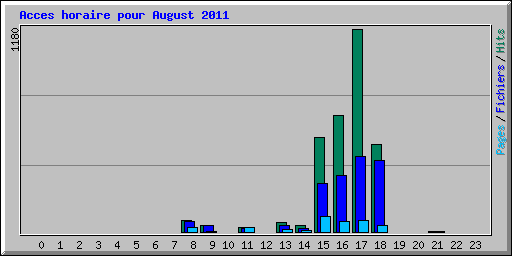 Acces horaire pour August 2011
1180
Pages/Fichiers/Hits
0 1 2 3 4 5 6 7 8 9 10 11 12 13 14 15 16 17 18 19 20 21 22 23